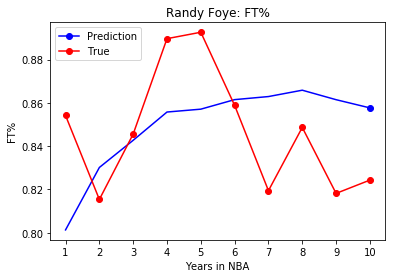 Randy Foye: FT%
Prediction
True
FT%
0.88
0.86
0.84
0.82
0.80
1 2 3 4 5 6 7 8 9 10
Years in NBA